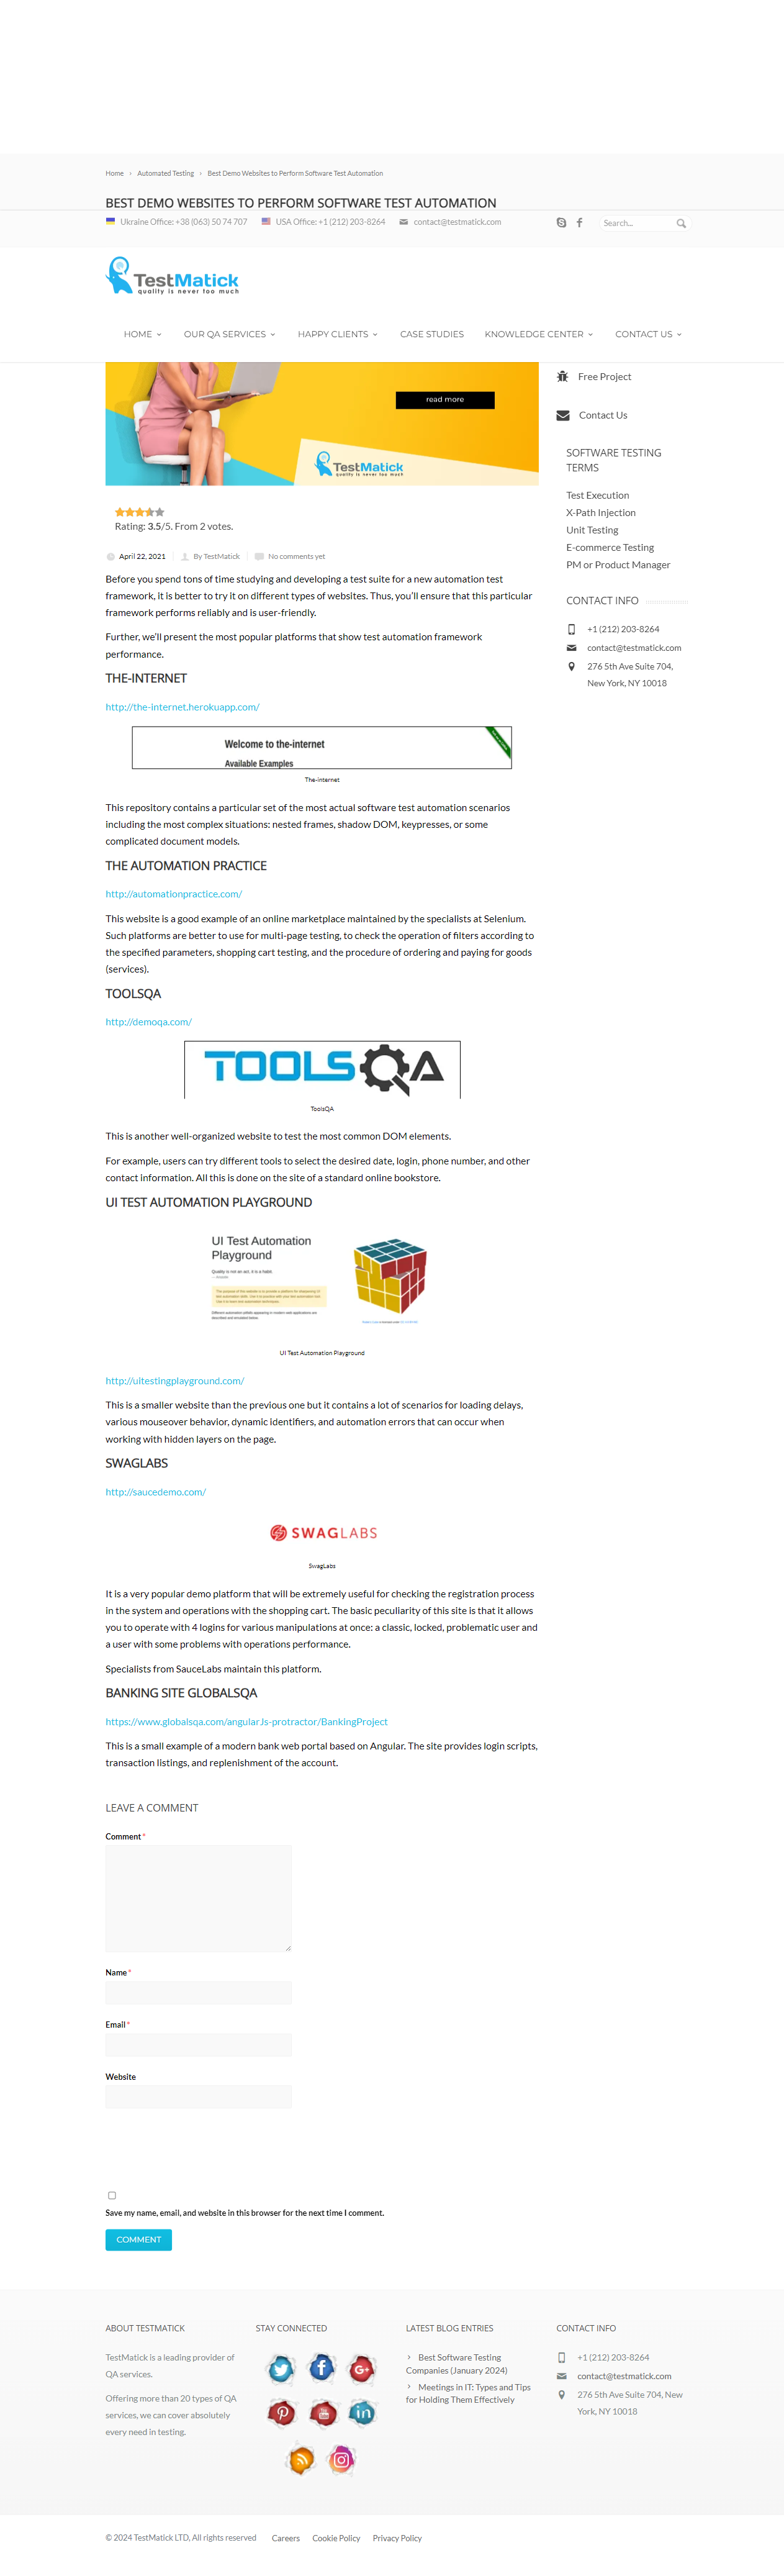 Home › Automated Testing › Best Demo Websites to Perform Software Test Automation
BEST DEMO WEBSITES TO PERFORM SOFTWARE TEST AUTOMATION
Ukraine Office: +38 (063) 50 74 707 USA Office: +1 (212) 203-8264 contact@testmatick.com
Search...
TestMatick
quality is never too much
HOME OUR QA SERVICES HAPPY CLIENTS CASE STUDIES KNOWLEDGE CENTER CONTACT US
read more
TestMatick
quality is never too much
Free Project
Contact Us
SOFTWARE TESTING
TERMS
Test Execution
X-Path Injection
Unit Testing
E-commerce Testing
PM or Product Manager
CONTACT INFO
+1 (212) 203-8264
contact@testmatick.com
276 5th Ave Suite 704,
New York, NY 10018
Rating: 3.5/5. From 2 votes.
April 22, 2021 By TestMatick No comments yet
Before you spend tons of time studying and developing a test suite for a new automation test
framework, it is better to try it on different types of websites. Thus, you’ll ensure that this particular
framework performs reliably and is user-friendly.
Further, we’ll present the most popular platforms that show test automation framework
performance.
THE-INTERNET
http://the-internet.herokuapp.com/
Welcome to the-internet
Available Examples
The-internet
This repository contains a particular set of the most actual software test automation scenarios
including the most complex situations: nested frames, shadow DOM, keypresses, or some
complicated document models.
THE AUTOMATION PRACTICE
http://automationpractice.com/
This website is a good example of an online marketplace maintained by the specialists at Selenium.
Such platforms are better to use for multi-page testing, to check the operation of filters according to
the specified parameters, shopping cart testing, and the procedure of ordering and paying for goods
(services).
TOOLSQA
http://demoqa.com/
TOOLSQA
ToolsQA
This is another well-organized website to test the most common DOM elements.
For example, users can try different tools to select the desired date, login, phone number, and other
contact information. All this is done on the site of a standard online bookstore.
UI TEST AUTOMATION PLAYGROUND
UI Test Automation
Playground
Quality is not an act, it is a habit.
UI Test Automation Playground
http://uitestingplayground.com/
This is a smaller website than the previous one but it contains a lot of scenarios for loading delays,
various mouseover behavior, dynamic identifiers, and automation errors that can occur when
working with hidden layers on the page.
SWAGLABS
http://saucedemo.com/
SWAGLABS
SwagLabs
It is a very popular demo platform that will be extremely useful for checking the registration process
in the system and operations with the shopping cart. The basic peculiarity of this site is that it allows
you to operate with 4 logins for various manipulations at once: a classic, locked, problematic user and
a user with some problems with operations performance.
Specialists from SauceLabs maintain this platform.
BANKING SITE GLOBALSQA
https://www.globalsqa.com/angularJs-protractor/BankingProject
This is a small example of a modern bank web portal based on Angular. The site provides login scripts,
transaction listings, and replenishment of the account.
LEAVE A COMMENT
Comment *
Name *
Email *
Website
Save my name, email, and website in this browser for the next time I comment.
COMMENT
ABOUT TESTMATICK
TestMatick is a leading provider of
QA services.
Offering more than 20 types of QA
services, we can cover absolutely
every need in testing.
STAY CONNECTED
LATEST BLOG ENTRIES
Best Software Testing
Companies (January 2024)
Meetings in IT: Types and Tips
for Holding Them Effectively
CONTACT INFO
+1 (212) 203-8264
contact@testmatick.com
276 5th Ave Suite 704, New
York, NY 10018
© 2024 TestMatick LTD, All rights reserved Careers Cookie Policy Privacy Policy